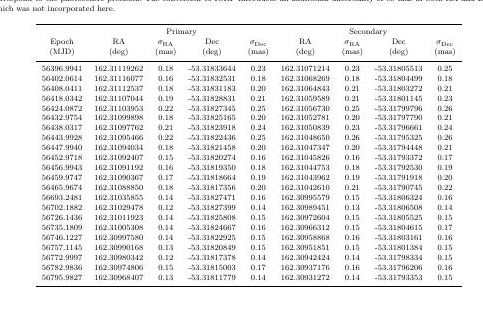 which was not incorporated here.
Primary Secondary
Epoch RA σRA Dec σDec RA σRA Dec σDec
(MJD) (deg) (mas) (deg) (mas) (deg) (mas) (deg) (mas)
56396.9941 162.31119262 0.18 -53.31833644 0.23 162.31071214 0.23 -53.31805513 0.25
56402.0614 162.31116077 0.16 -53.31832531 0.18 162.31068269 0.18 -53.31804499 0.18
56408.0411 162.31112537 0.18 -53.31831183 0.20 162.31064843 0.21 -53.31803272 0.21
56418.0342 162.31107044 0.19 -53.31828831 0.21 162.31059589 0.21 -53.31801145 0.23
56424.0872 162.31103953 0.22 -53.31827345 0.25 162.31056730 0.25 -53.31799796 0.26
56432.9754 162.31099898 0.18 -53.31825165 0.20 162.31052781 0.20 -53.31797790 0.21
56438.0317 162.31097762 0.21 -53.31823918 0.24 162.31050839 0.23 -53.31796661 0.24
56443.9928 162.31095466 0.22 -53.31822436 0.25 162.31048650 0.26 -53.31795325 0.26
56447.9940 162.31094034 0.18 -53.31821458 0.20 162.31047347 0.20 -53.31794448 0.21
56452.9718 162.31092407 0.15 -53.31820274 0.16 162.31045826 0.16 -53.31793372 0.17
56456.9943 162.31091192 0.16 -53.31819350 0.18 162.31044753 0.18 -53.31792530 0.19
56459.9747 162.31090367 0.17 -53.31818664 0.19 162.31043962 0.19 -53.31791918 0.20
56465.9674 162.31088850 0.18 -53.31817356 0.20 162.31042610 0.21 -53.31790745 0.22
56693.2481 162.31035855 0.14 -53.31827471 0.16 162.30995579 0.15 -53.31806324 0.16
56702.1882 162.31029478 0.12 -53.31827399 0.14 162.30989451 0.13 -53.31806508 0.14
56726.1436 162.31011923 0.14 -53.31825808 0.15 162.30972604 0.15 -53.31805525 0.15
56735.1809 162.31005308 0.14 -53.31824667 0.16 162.30966312 0.15 -53.31804615 0.17
56746.1227 162.30997580 0.14 -53.31822925 0.15 162.30958868 0.16 -53.31803161 0.16
56757.1145 162.30990168 0.13 -53.31820849 0.15 162.30951851 0.15 -53.31801384 0.15
56772.9997 162.30980342 0.12 -53.31817378 0.14 162.30942424 0.14 -53.31798334 0.15
56782.9836 162.30974806 0.15 -53.31815003 0.17 162.30937176 0.16 -53.31796206 0.16
56795.9827 162.30968407 0.13 -53.31811779 0.14 162.30931272 0.14 -53.31793353 0.15